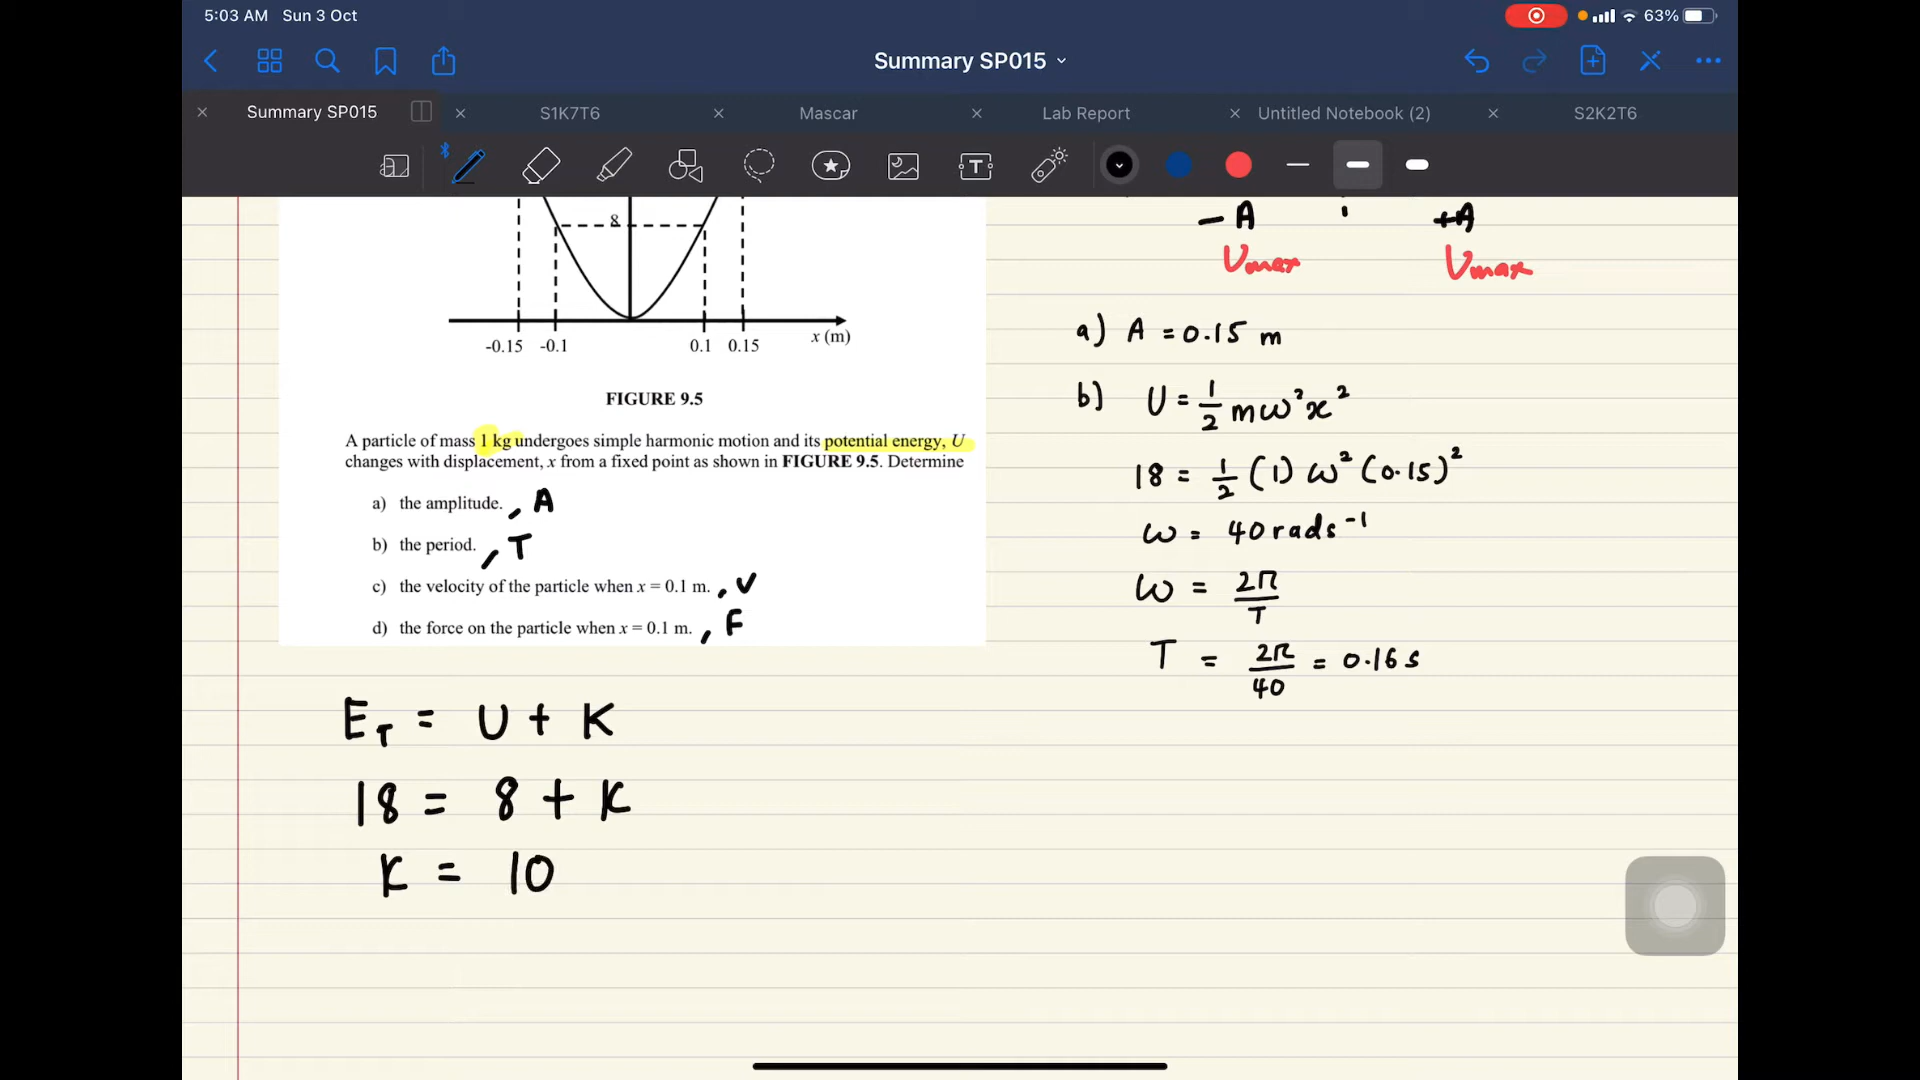 5:03 AM Sun 3 Oct
63%
Summary SP015
Summary SP015
S1K7T6
Mascar
Lab Report
Untitled Notebook (2)
S2K2T6
8
-0.15 -0.1 0.1 0.15 x (m)
FIGURE 9.5
A particle of mass 1 kg undergoes simple harmonic motion and its potential energy, U
changes with displacement, x from a fixed point as shown in FIGURE 9.5. Determine
a) the amplitude. , A
b) the period. , T
c) the velocity of the particle when x = 0.1 m. , v
d) the force on the particle when x = 0.1 m. , F
E_T = U + K
18 = 8 + K
K = 10
- A +A
Umax Umax
a) A = 0.15 m
b) U = 1/2 mω²x²
18 = 1/2 (1) ω² (0.15)²
ω = 40 rads⁻¹
ω = 2π/T
T = 2π/40 = 0.16 s